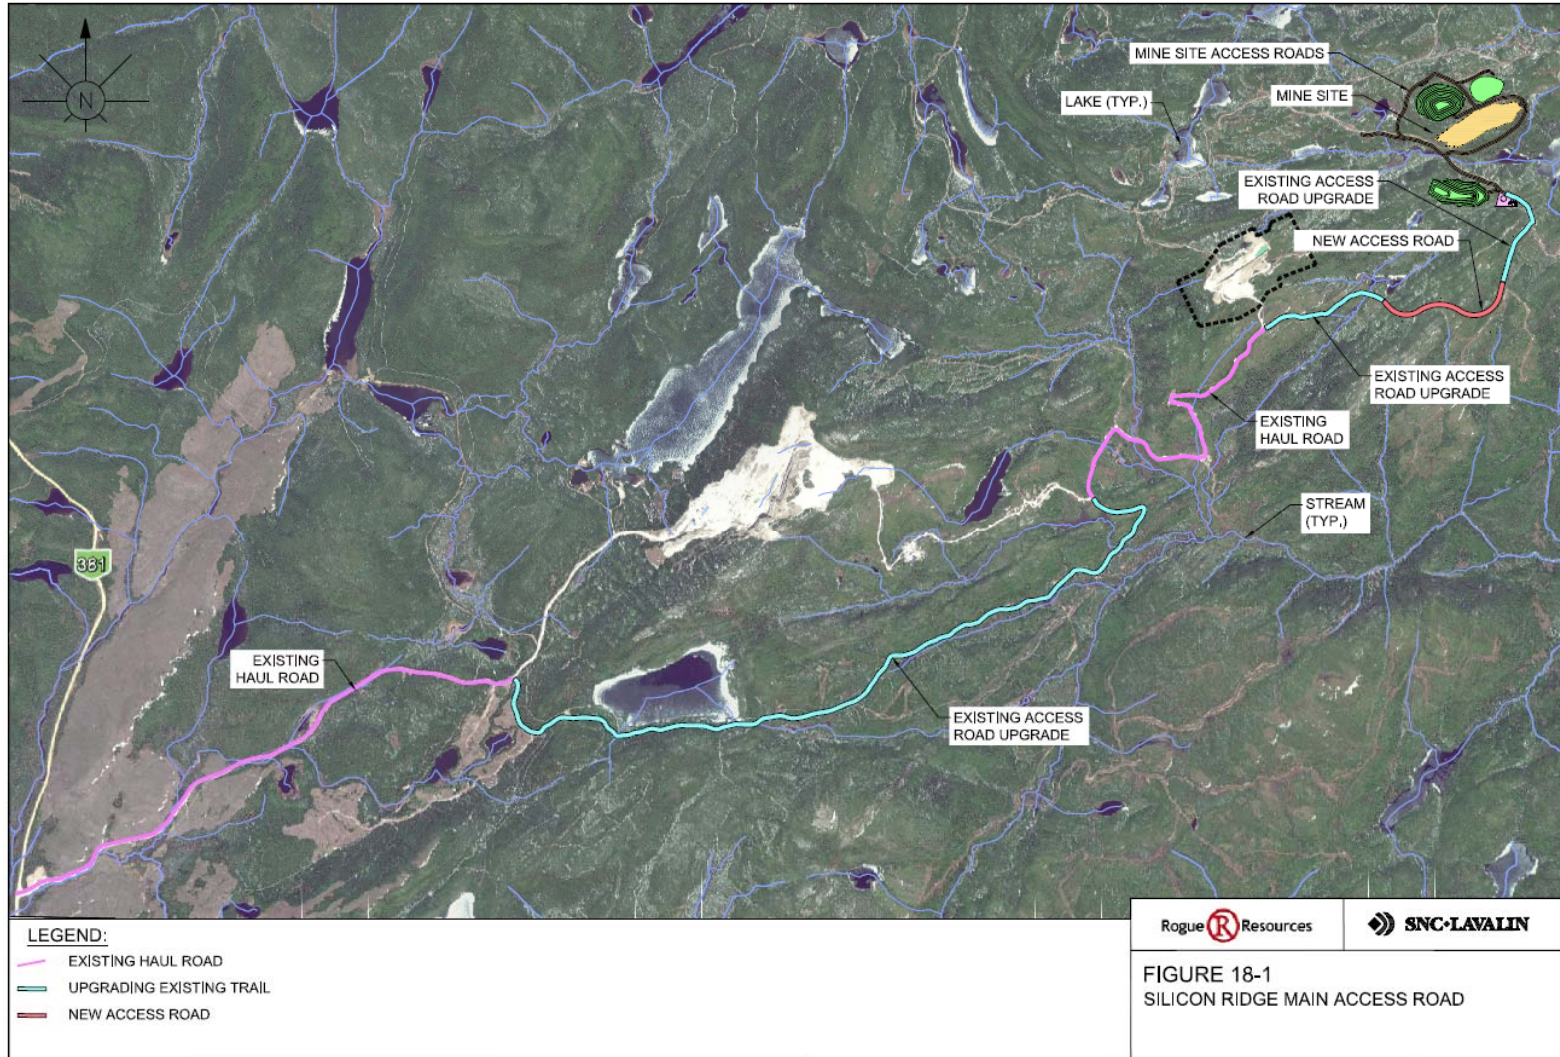 N
MINE SITE ACCESS ROADS
MINE SITE
LAKE (TYP.)
EXISTING ACCESS
ROAD UPGRADE
NEW ACCESS ROAD
EXISTING ACCESS
ROAD UPGRADE
EXISTING
HAUL ROAD
STREAM
(TYP.)
381
EXISTING
HAUL ROAD
EXISTING ACCESS
ROAD UPGRADE
LEGEND:
EXISTING HAUL ROAD
UPGRADING EXISTING TRAIL
NEW ACCESS ROAD
Rogue R Resources
SNC•LAVALIN
FIGURE 18-1
SILICON RIDGE MAIN ACCESS ROAD